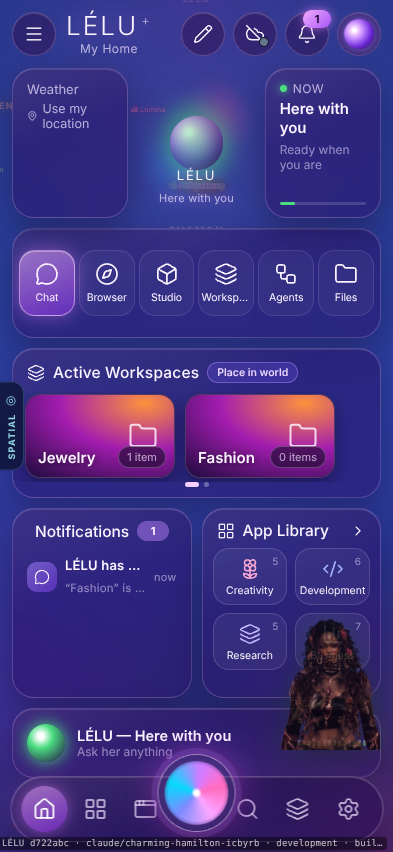 LÉLU +
My Home
1
Weather
Use my
location
Lumina
LÉLU
Here with you
NOW
Here with
you
Ready when
you are
Chat
Browser
Studio
Worksp...
Agents
Files
Active Workspaces
Place in world
SPATIAL
Jewelry
1 item
Fashion
0 items
Notifications
1
LÉLU has ...
"Fashion" is ...
now
App Library
5
Creativity
6
Development
5
Research
7
LÉLU — Here with you
Ask her anything
LÉLU d722abc · claude/charming-hamilton-icbyrb · development · buil…